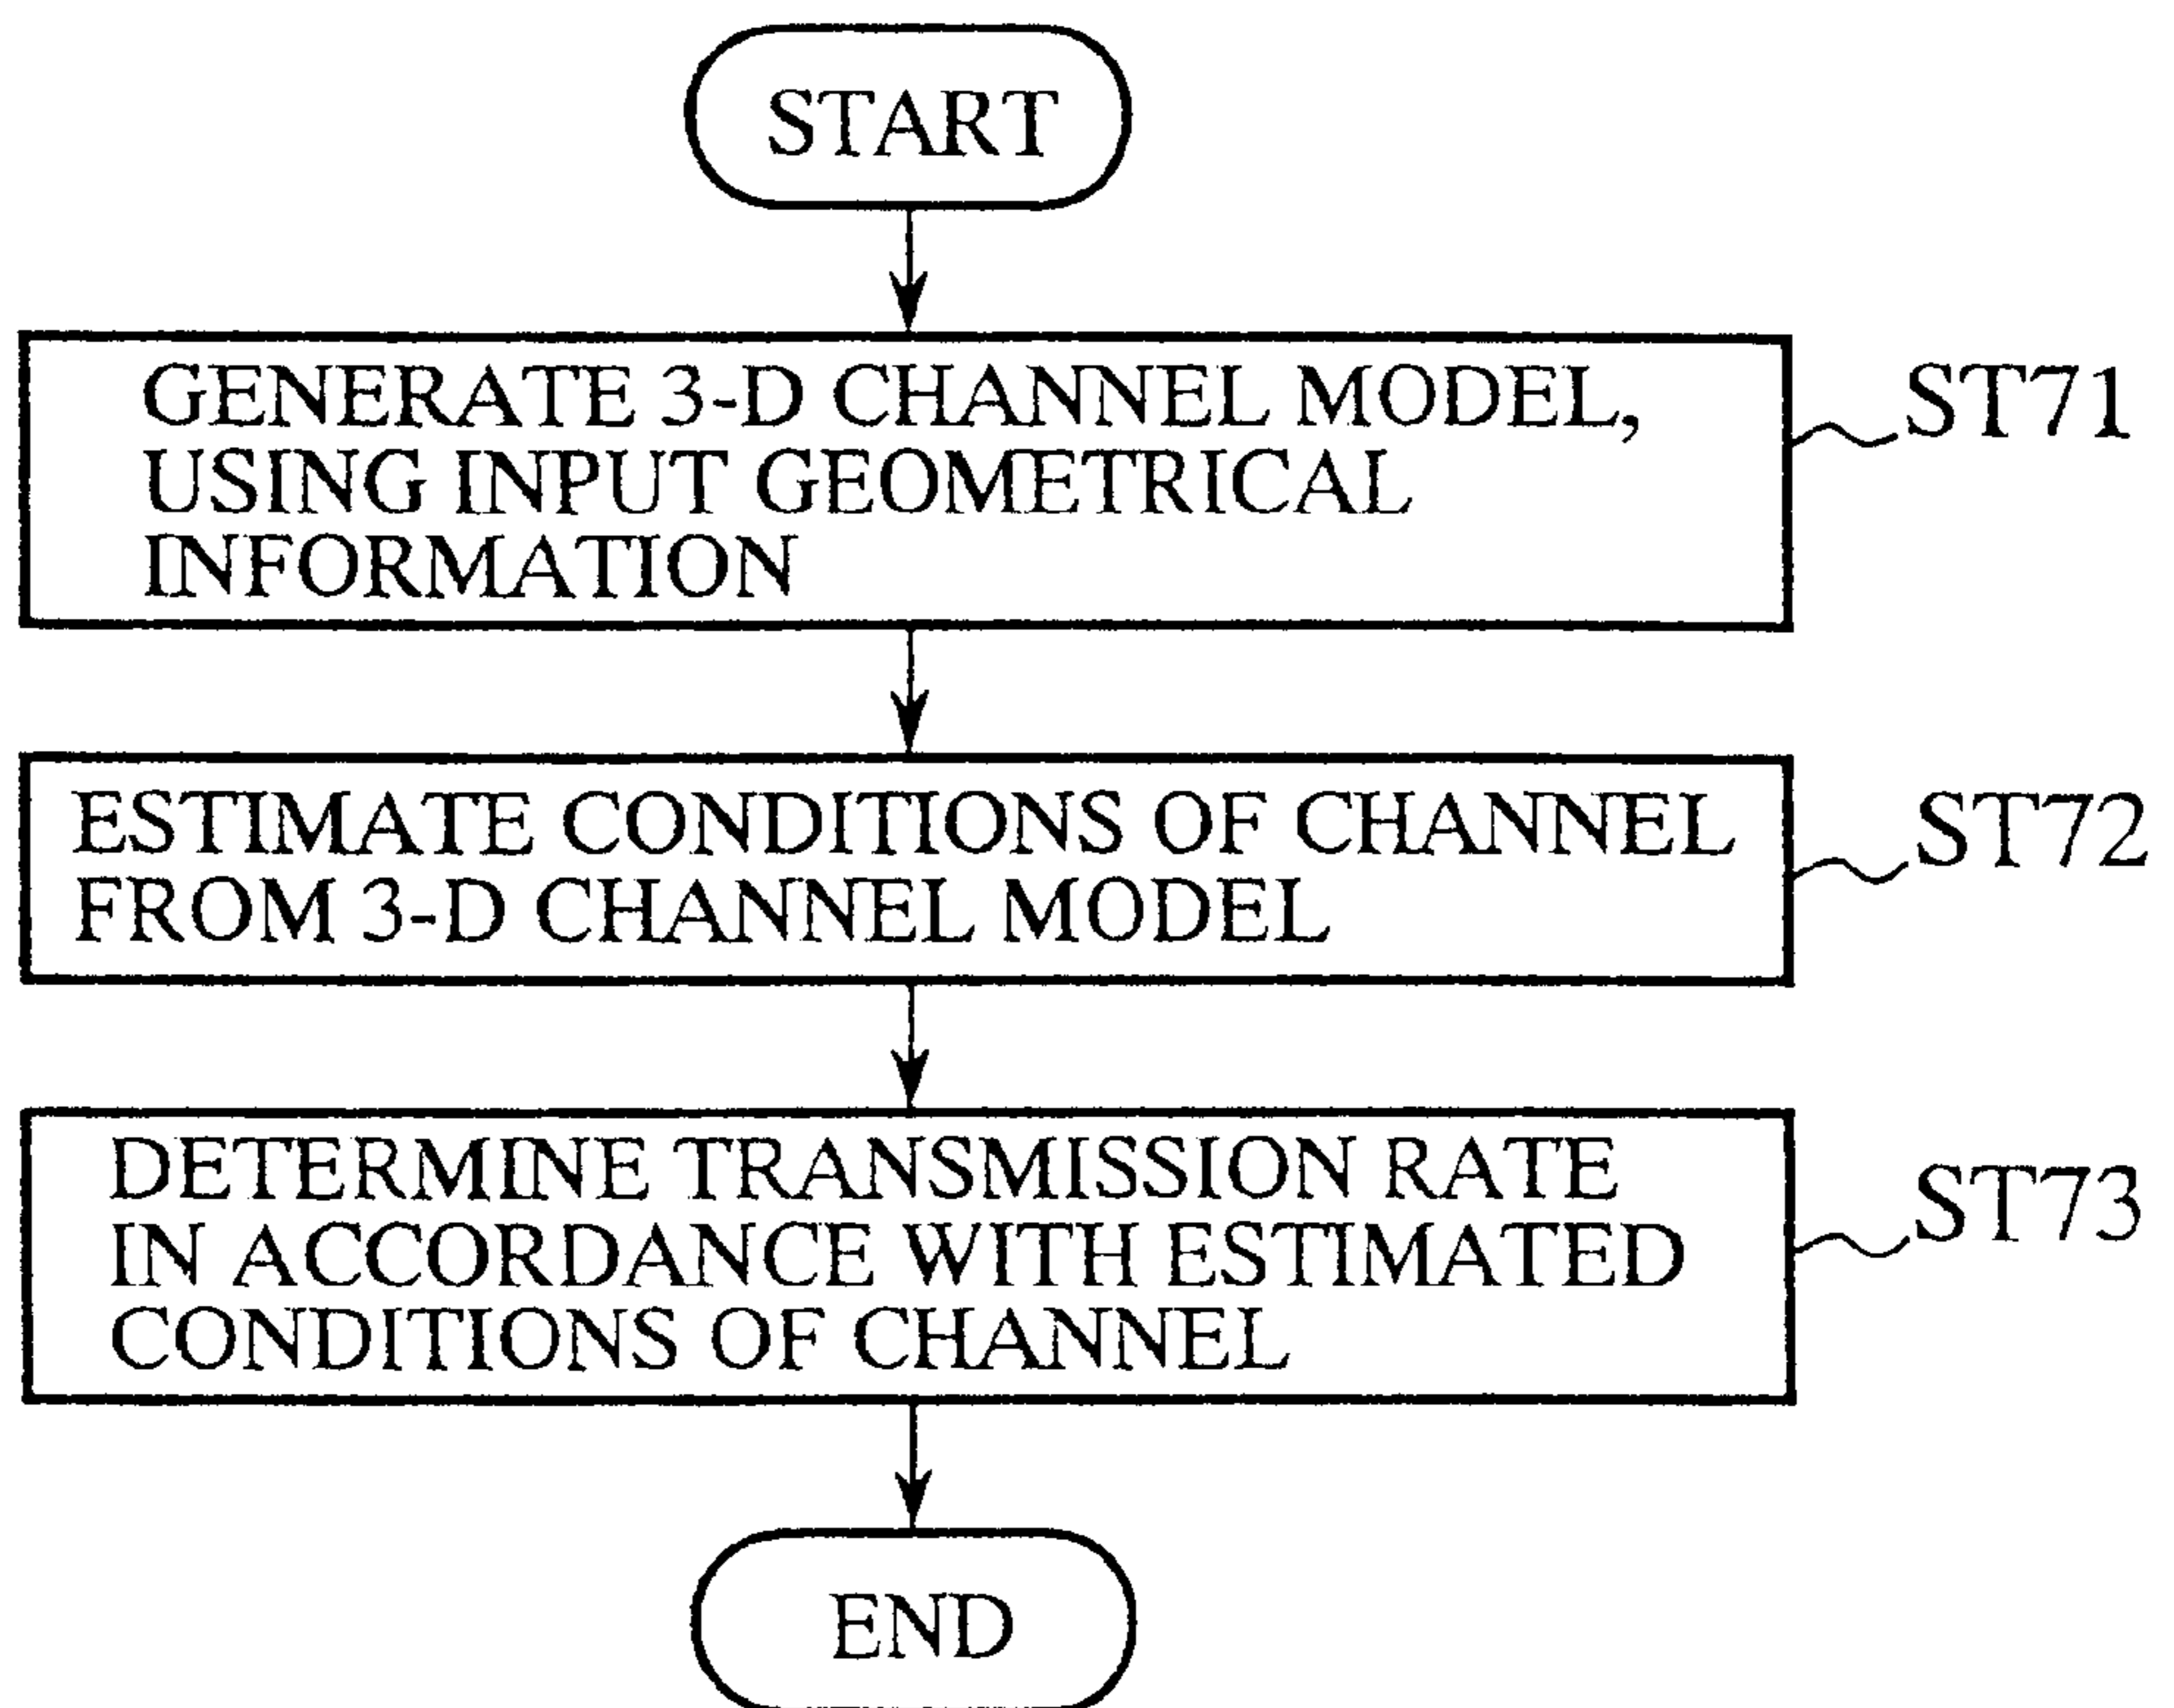 START
GENERATE 3-D CHANNEL MODEL,
USING INPUT GEOMETRICAL
INFORMATION
ST71
ESTIMATE CONDITIONS OF CHANNEL
FROM 3-D CHANNEL MODEL
ST72
DETERMINE TRANSMISSION RATE
IN ACCORDANCE WITH ESTIMATED
CONDITIONS OF CHANNEL
ST73
END